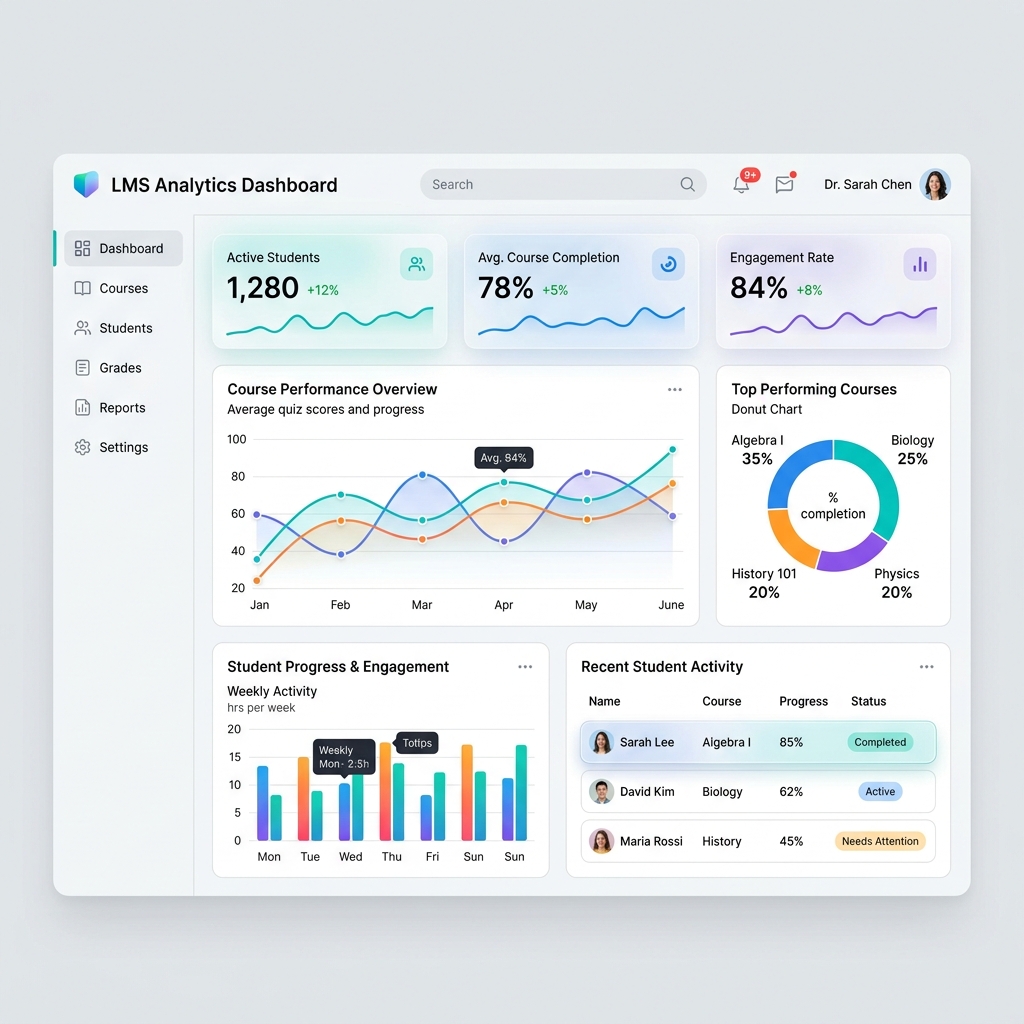 LMS Analytics Dashboard
Search
9+
Dr. Sarah Chen
Dashboard
Courses
Students
Grades
Reports
Settings
Active Students
1,280 +12%
Avg. Course Completion
78% +5%
Engagement Rate
84% +8%
Course Performance Overview
Average quiz scores and progress
100
80
60
40
20
Avg. 84%
Jan Feb Mar Apr May June
Top Performing Courses
Donut Chart
Algebra I
35%
Biology
25%
%
completion
History 101
20%
Physics
20%
Student Progress & Engagement
Weekly Activity
hrs per week
20
15
10
5
0
Weekly
Mon- 2.5h
Totips
Mon Tue Wed Thu Fri Sun Sun
Recent Student Activity
Name Course Progress Status
Sarah Lee Algebra I 85% Completed
David Kim Biology 62% Active
Maria Rossi History 45% Needs Attention